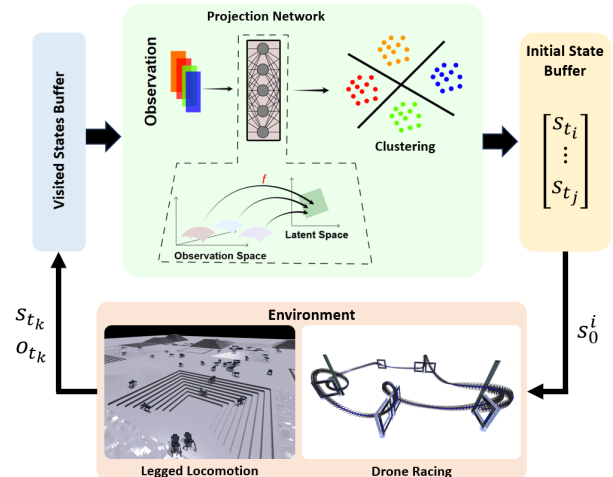 Projection Network
Visited States Buffer
Observation
Clustering
f
Observation Space
Latent Space
Initial State
Buffer
s_{t_i}
⋮
s_{t_j}
s_{t_k}
o_{t_k}
s_0^i
Environment
Legged Locomotion
Drone Racing